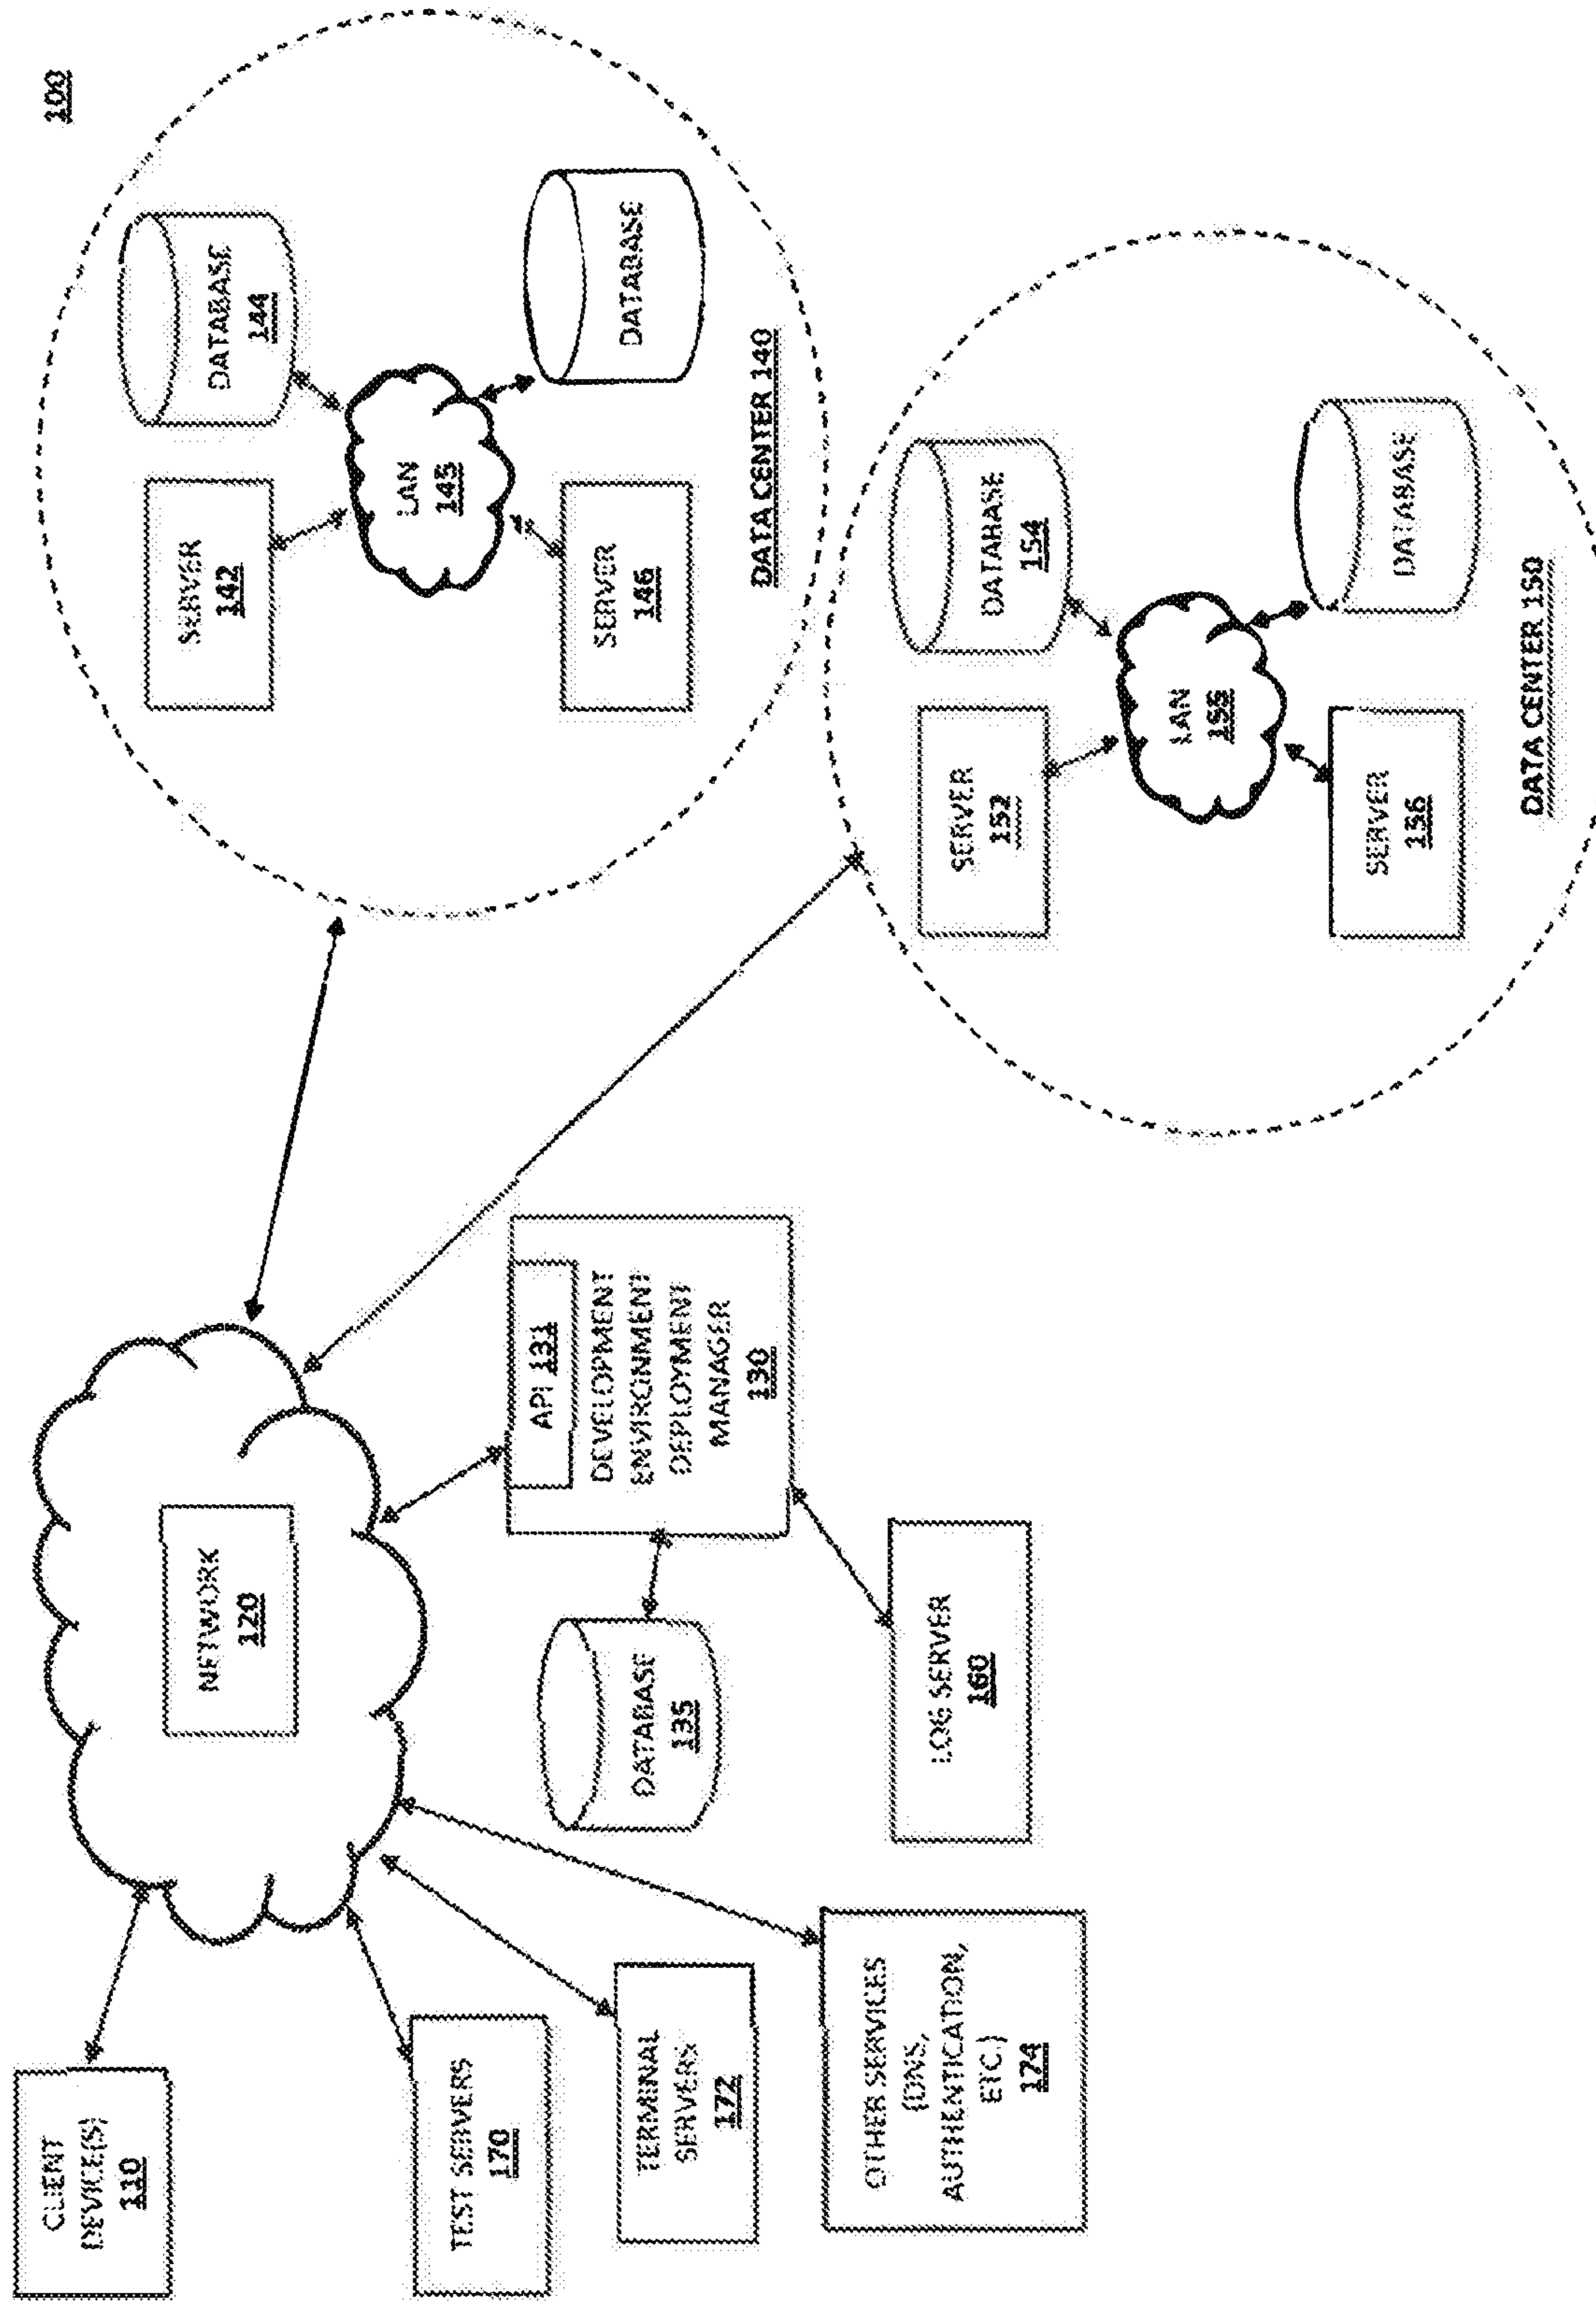 100
CLIENT
DEVICE(S)
110
NETWORK
120
TEST SERVERS
170
TERMINAL
SERVERS
172
OTHER SERVICES
(DNS,
AUTHENTICATION,
ETC.)
174
API 131
DEVELOPMENT
ENVIRONMENT
DEPLOYMENT
MANAGER
130
DATABASE
135
LOG SERVER
160
SERVER
142
DATABASE
144
LAN
145
SERVER
146
DATABASE
DATA CENTER 140
SERVER
152
DATABASE
154
LAN
155
SERVER
156
DATABASE
DATA CENTER 150